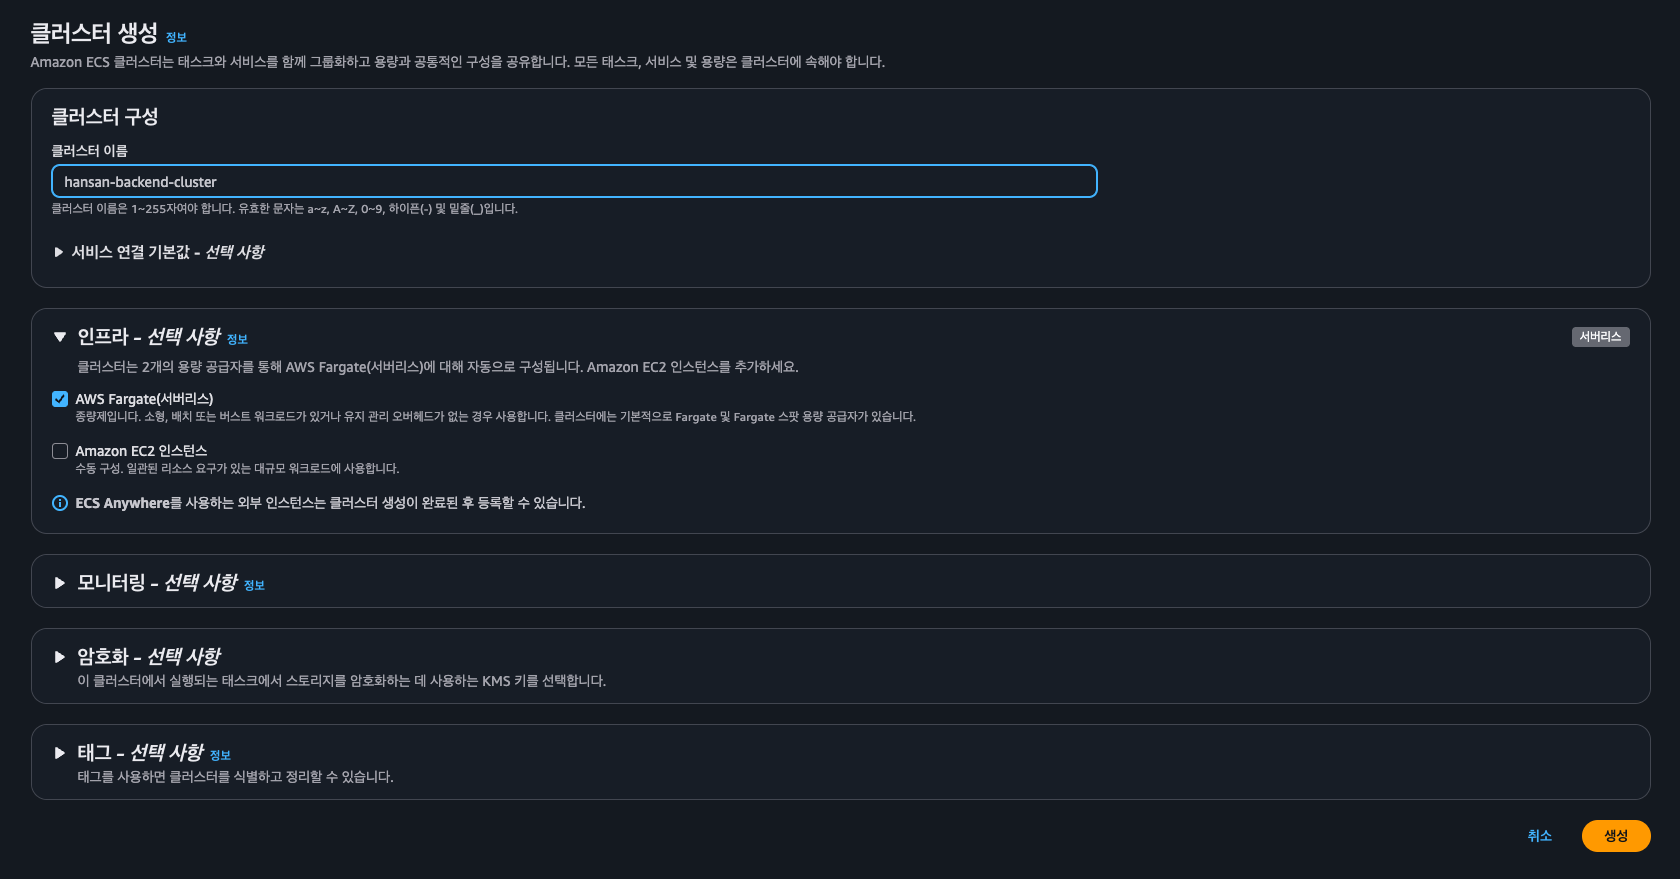 클러스터 생성 정보
Amazon ECS 클러스터는 태스크와 서비스를 함께 그룹화하고 용량과 공통적인 구성을 공유합니다. 모든 태스크, 서비스 및 용량은 클러스터에 속해야 합니다.
클러스터 구성
클러스터 이름
hansan-backend-cluster
클러스터 이름은 1~255자여야 합니다. 유효한 문자는 a~z, A~Z, 0~9, 하이픈(-) 및 밑줄(_)입니다.
서비스 연결 기본값 - 선택 사항
인프라 - 선택 사항 정보
서버리스
클러스터는 2개의 용량 공급자를 통해 AWS Fargate(서버리스)에 대해 자동으로 구성됩니다. Amazon EC2 인스턴스를 추가하세요.
AWS Fargate(서버리스)
종량제입니다. 소형, 배치 또는 버스트 워크로드가 있거나 유지 관리 오버헤드가 없는 경우 사용합니다. 클러스터에는 기본적으로 Fargate 및 Fargate 스팟 용량 공급자가 있습니다.
Amazon EC2 인스턴스
수동 구성. 일관된 리소스 요구가 있는 대규모 워크로드에 사용합니다.
ECS Anywhere를 사용하는 외부 인스턴스는 클러스터 생성이 완료된 후 등록할 수 있습니다.
모니터링 - 선택 사항 정보
암호화 - 선택 사항
이 클러스터에서 실행되는 태스크에서 스토리지를 암호화하는 데 사용하는 KMS 키를 선택합니다.
태그 - 선택 사항 정보
태그를 사용하면 클러스터를 식별하고 정리할 수 있습니다.
취소
생성